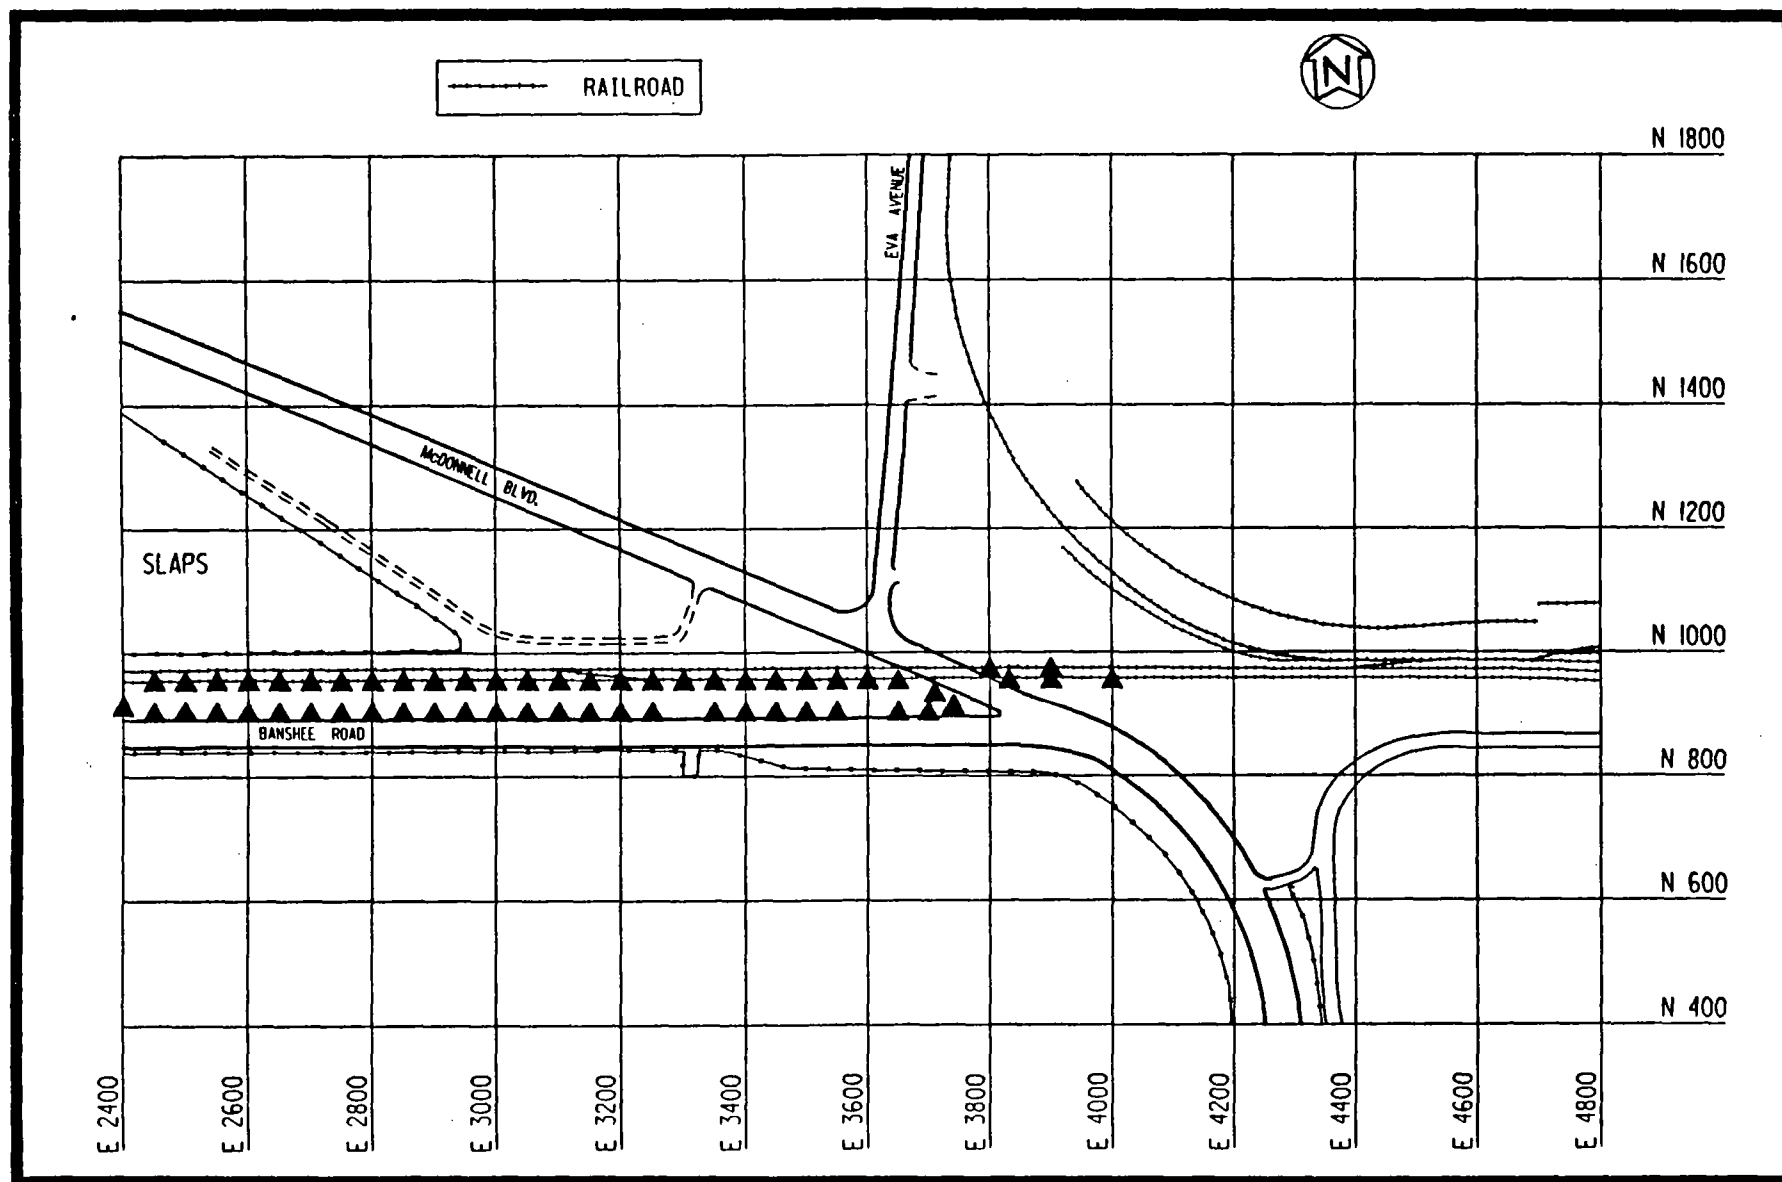 RAILROAD
N
N 1800
EVA AVENUE
N 1600
N 1400
McDONNELL BLVD.
N 1200
SLAPS
N 1000
BANSHEE ROAD
N 800
N 600
N 400
E 2400
E 2600
E 2800
E 3000
E 3200
E 3400
E 3600
E 3800
E 4000
E 4200
E 4400
E 4600
E 4800